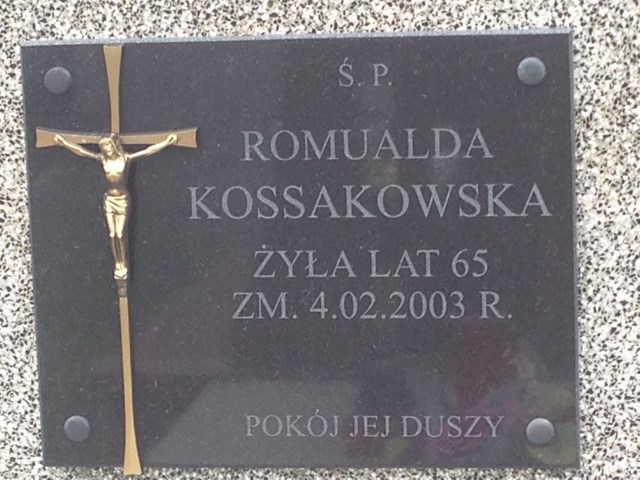 Ś. P.
ROMUALDA
KOSSAKOWSKA
ŻYŁA LAT 65
ZM. 4.02.2003 R.
POKÓJ JEJ DUSZY